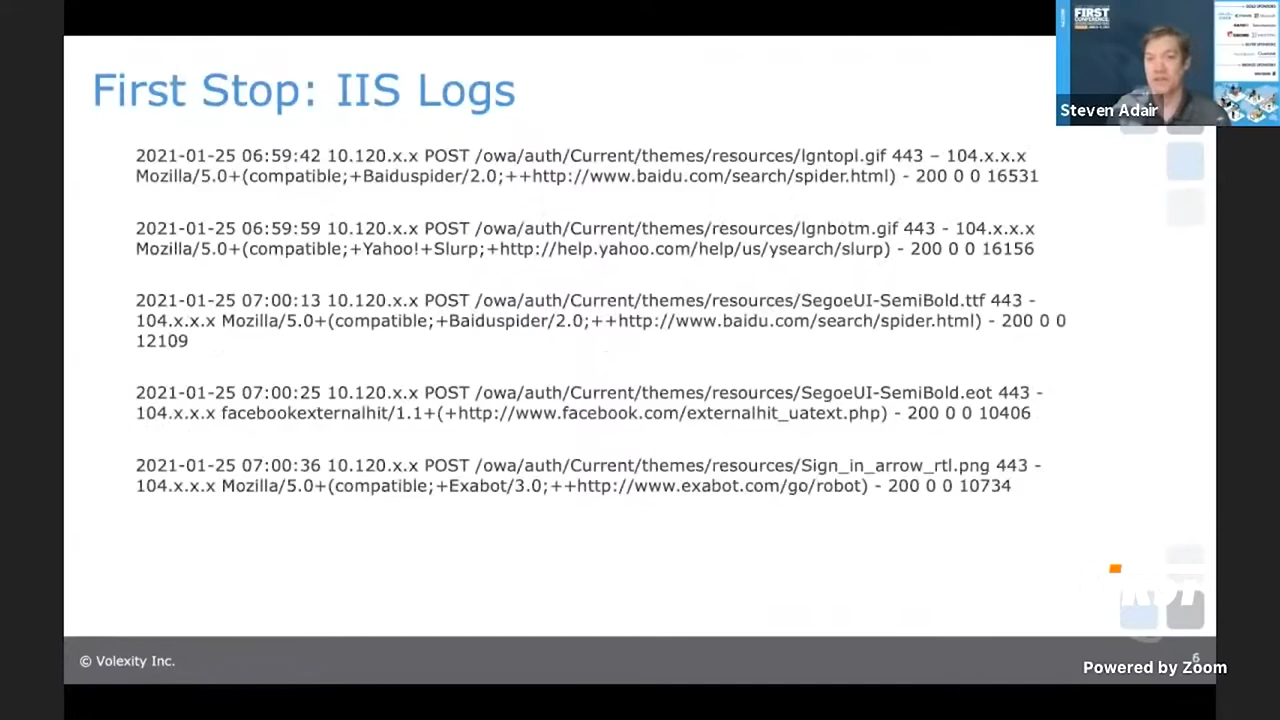 First Stop: IIS Logs
2021-01-25 06:59:42 10.120.x.x POST /owa/auth/Current/themes/resources/lgntopl.gif 443 – 104.x.x.x
Mozilla/5.0+(compatible;+Baiduspider/2.0;++http://www.baidu.com/search/spider.html) - 200 0 0 16531
2021-01-25 06:59:59 10.120.x.x POST /owa/auth/Current/themes/resources/lgnbotm.gif 443 - 104.x.x.x
Mozilla/5.0+(compatible;+Yahoo!+Slurp;+http://help.yahoo.com/help/us/ysearch/slurp) - 200 0 0 16156
2021-01-25 07:00:13 10.120.x.x POST /owa/auth/Current/themes/resources/SegoeUI-SemiBold.ttf 443 -
104.x.x.x Mozilla/5.0+(compatible;+Baiduspider/2.0;++http://www.baidu.com/search/spider.html) - 200 0 0
12109
2021-01-25 07:00:25 10.120.x.x POST /owa/auth/Current/themes/resources/SegoeUI-SemiBold.eot 443 -
104.x.x.x facebookexternalhit/1.1+(+http://www.facebook.com/externalhit_uatext.php) - 200 0 0 10406
2021-01-25 07:00:36 10.120.x.x POST /owa/auth/Current/themes/resources/Sign_in_arrow_rtl.png 443 -
104.x.x.x Mozilla/5.0+(compatible;+Exabot/3.0;++http://www.exabot.com/go/robot) - 200 0 0 10734
FIRST
CONFERENCE
Steven Adair
© Volexity Inc.
6
Powered by Zoom